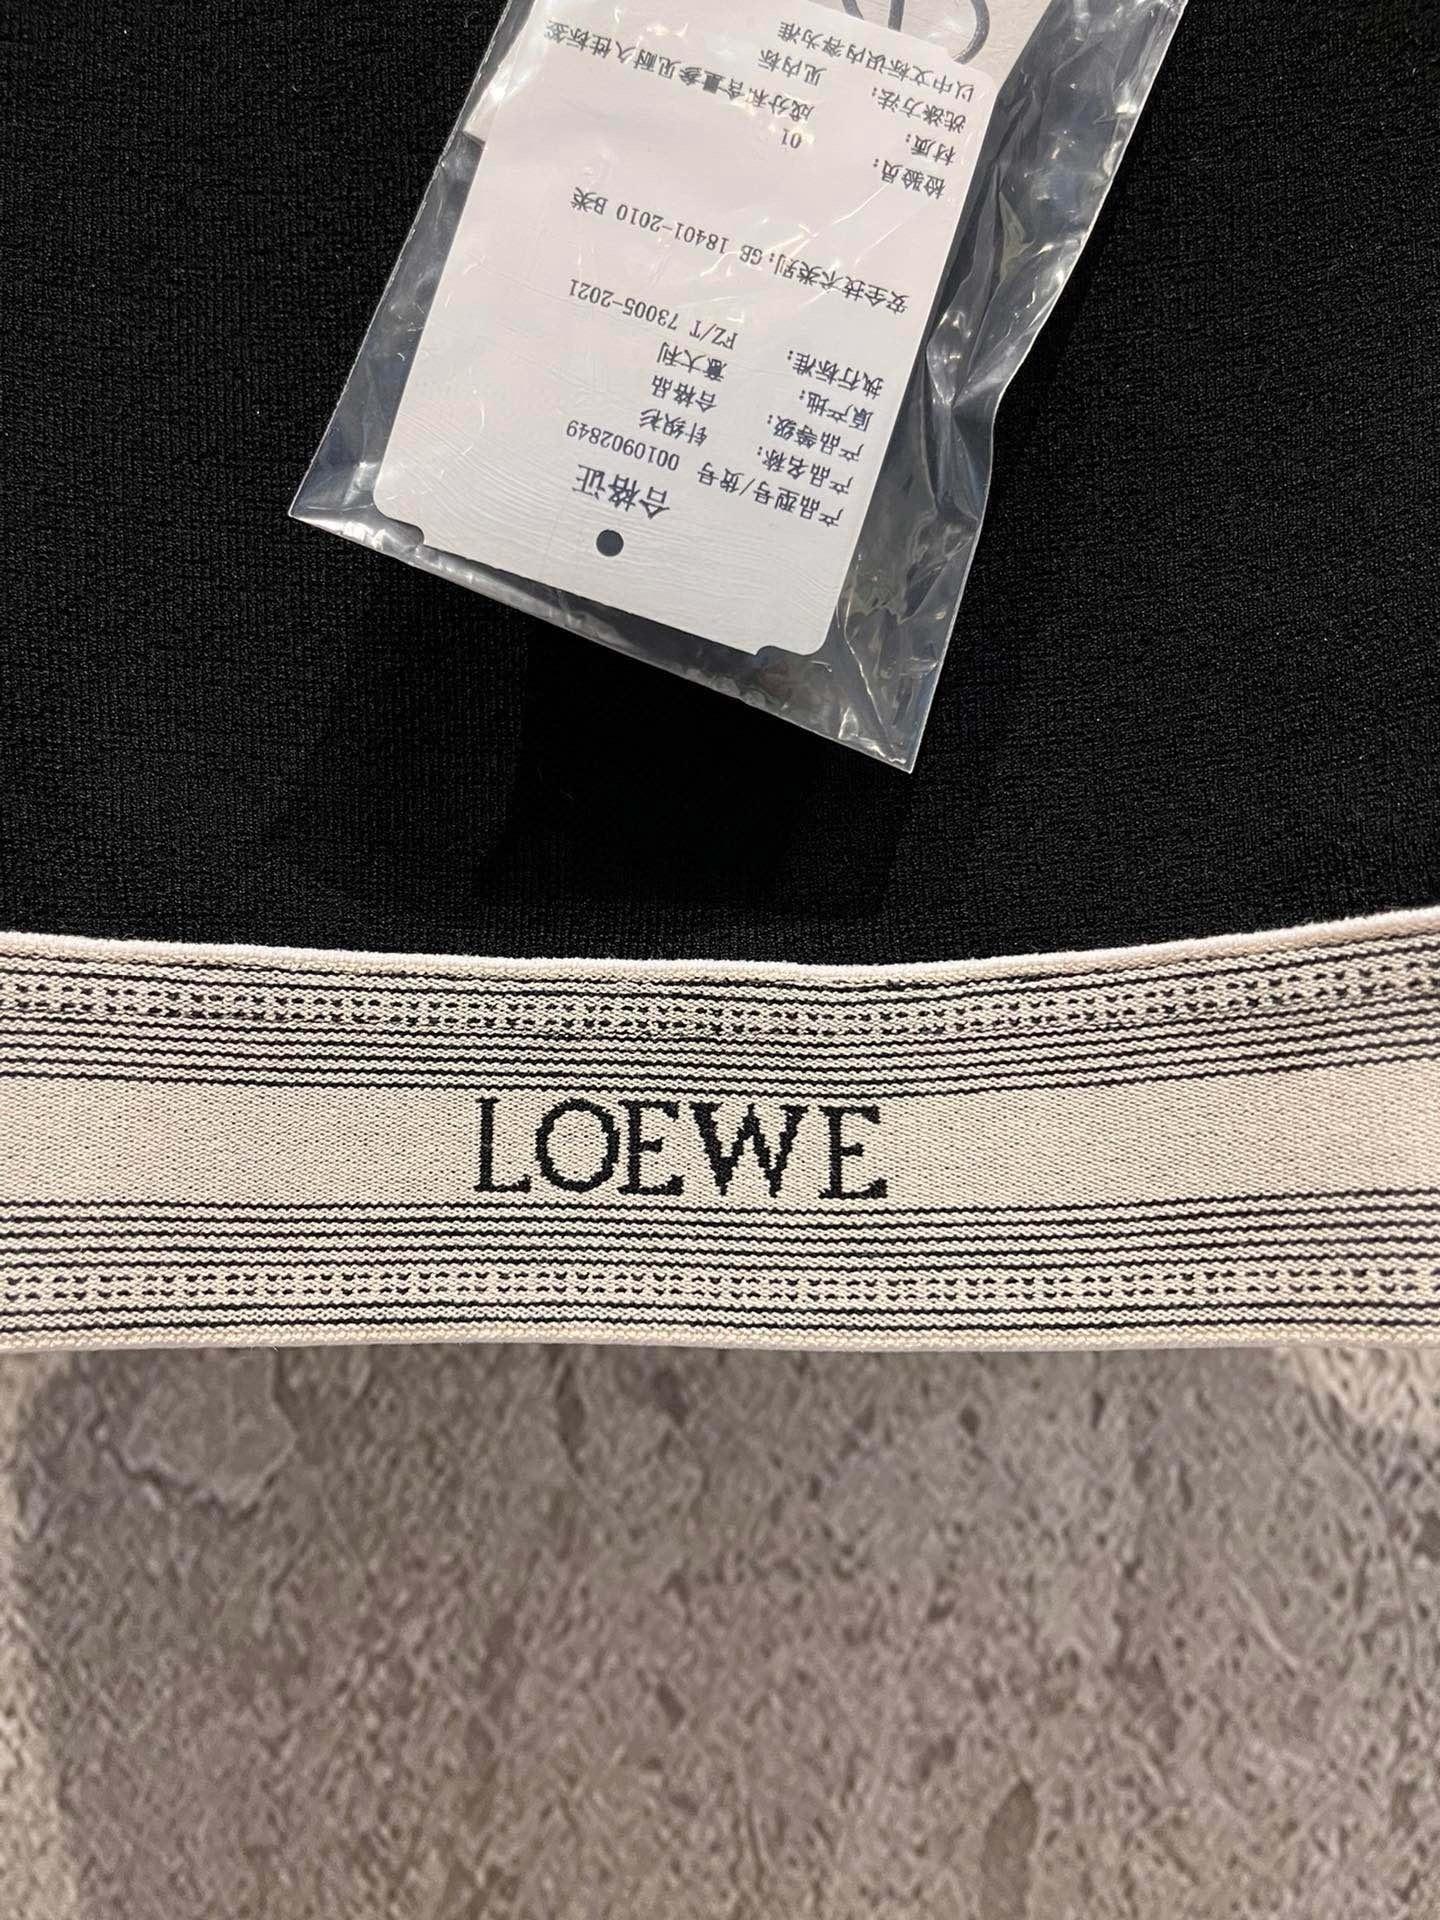 合格证
产品型号/货号 0010902849
产品名称: 针织衫
产品等级: 合格品
原产地: 意大利
执行标准: FZ/T 73005-2021
安全技术类别:GB 18401-2010 B类
检验员: 01
材质: 成分和含量参见耐久性标签
洗涤方法: 见内标
以中文标识内容为准
LOEWE